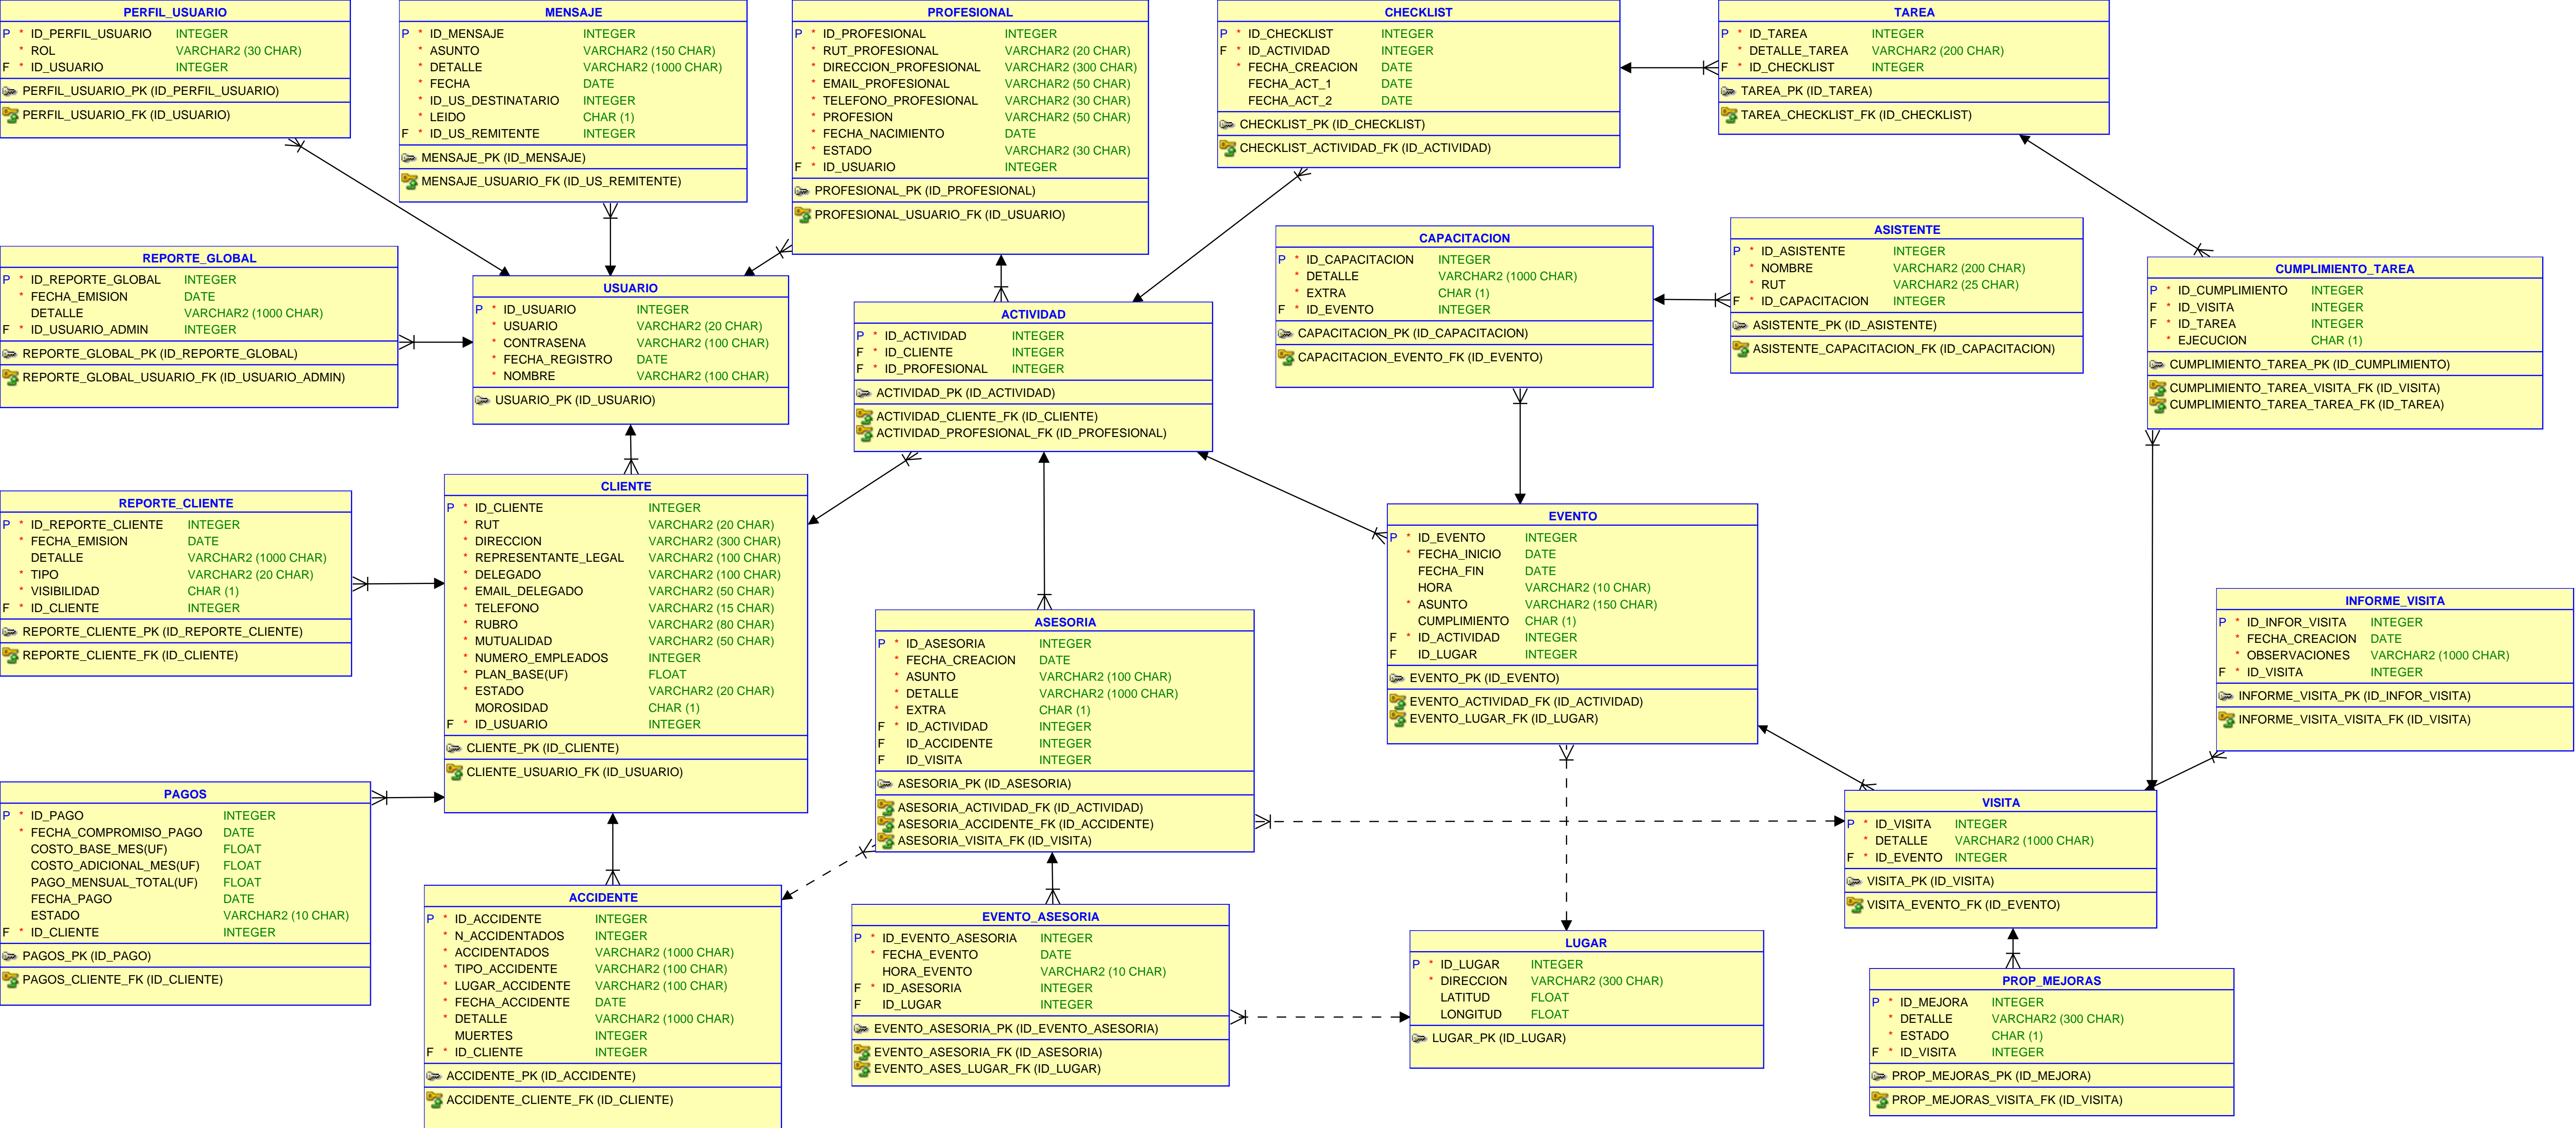 PERFIL_USUARIO
P * ID_PERFIL_USUARIO INTEGER
* ROL VARCHAR2 (30 CHAR)
F * ID_USUARIO INTEGER
PERFIL_USUARIO_PK (ID_PERFIL_USUARIO)
PERFIL_USUARIO_FK (ID_USUARIO)
MENSAJE
P * ID_MENSAJE INTEGER
* ASUNTO VARCHAR2 (150 CHAR)
* DETALLE VARCHAR2 (1000 CHAR)
* FECHA DATE
* ID_US_DESTINATARIO INTEGER
* LEIDO CHAR (1)
F * ID_US_REMITENTE INTEGER
MENSAJE_PK (ID_MENSAJE)
MENSAJE_USUARIO_FK (ID_US_REMITENTE)
PROFESIONAL
P * ID_PROFESIONAL INTEGER
* RUT_PROFESIONAL VARCHAR2 (20 CHAR)
* DIRECCION_PROFESIONAL VARCHAR2 (300 CHAR)
* EMAIL_PROFESIONAL VARCHAR2 (50 CHAR)
* TELEFONO_PROFESIONAL VARCHAR2 (30 CHAR)
* PROFESION VARCHAR2 (50 CHAR)
* FECHA_NACIMIENTO DATE
* ESTADO VARCHAR2 (30 CHAR)
F * ID_USUARIO INTEGER
PROFESIONAL_PK (ID_PROFESIONAL)
PROFESIONAL_USUARIO_FK (ID_USUARIO)
CHECKLIST
P * ID_CHECKLIST INTEGER
F * ID_ACTIVIDAD INTEGER
* FECHA_CREACION DATE
FECHA_ACT_1 DATE
FECHA_ACT_2 DATE
CHECKLIST_PK (ID_CHECKLIST)
CHECKLIST_ACTIVIDAD_FK (ID_ACTIVIDAD)
TAREA
P * ID_TAREA INTEGER
* DETALLE_TAREA VARCHAR2 (200 CHAR)
F * ID_CHECKLIST INTEGER
TAREA_PK (ID_TAREA)
TAREA_CHECKLIST_FK (ID_CHECKLIST)
REPORTE_GLOBAL
P * ID_REPORTE_GLOBAL INTEGER
* FECHA_EMISION DATE
DETALLE VARCHAR2 (1000 CHAR)
F * ID_USUARIO_ADMIN INTEGER
REPORTE_GLOBAL_PK (ID_REPORTE_GLOBAL)
REPORTE_GLOBAL_USUARIO_FK (ID_USUARIO_ADMIN)
USUARIO
P * ID_USUARIO INTEGER
* USUARIO VARCHAR2 (20 CHAR)
* CONTRASENA VARCHAR2 (100 CHAR)
* FECHA_REGISTRO DATE
* NOMBRE VARCHAR2 (100 CHAR)
USUARIO_PK (ID_USUARIO)
ACTIVIDAD
P * ID_ACTIVIDAD INTEGER
F * ID_CLIENTE INTEGER
F * ID_PROFESIONAL INTEGER
ACTIVIDAD_PK (ID_ACTIVIDAD)
ACTIVIDAD_CLIENTE_FK (ID_CLIENTE)
ACTIVIDAD_PROFESIONAL_FK (ID_PROFESIONAL)
CAPACITACION
P * ID_CAPACITACION INTEGER
* DETALLE VARCHAR2 (1000 CHAR)
* EXTRA CHAR (1)
F * ID_EVENTO INTEGER
CAPACITACION_PK (ID_CAPACITACION)
CAPACITACION_EVENTO_FK (ID_EVENTO)
ASISTENTE
P * ID_ASISTENTE INTEGER
* NOMBRE VARCHAR2 (200 CHAR)
* RUT VARCHAR2 (25 CHAR)
F * ID_CAPACITACION INTEGER
ASISTENTE_PK (ID_ASISTENTE)
ASISTENTE_CAPACITACION_FK (ID_CAPACITACION)
CUMPLIMIENTO_TAREA
P * ID_CUMPLIMIENTO INTEGER
F * ID_VISITA INTEGER
F * ID_TAREA INTEGER
* EJECUCION CHAR (1)
CUMPLIMIENTO_TAREA_PK (ID_CUMPLIMIENTO)
CUMPLIMIENTO_TAREA_VISITA_FK (ID_VISITA)
CUMPLIMIENTO_TAREA_TAREA_FK (ID_TAREA)
REPORTE_CLIENTE
P * ID_REPORTE_CLIENTE INTEGER
* FECHA_EMISION DATE
DETALLE VARCHAR2 (1000 CHAR)
* TIPO VARCHAR2 (20 CHAR)
* VISIBILIDAD CHAR (1)
F * ID_CLIENTE INTEGER
REPORTE_CLIENTE_PK (ID_REPORTE_CLIENTE)
REPORTE_CLIENTE_FK (ID_CLIENTE)
CLIENTE
P * ID_CLIENTE INTEGER
* RUT VARCHAR2 (20 CHAR)
* DIRECCION VARCHAR2 (300 CHAR)
* REPRESENTANTE_LEGAL VARCHAR2 (100 CHAR)
* DELEGADO VARCHAR2 (100 CHAR)
* EMAIL_DELEGADO VARCHAR2 (50 CHAR)
* TELEFONO VARCHAR2 (15 CHAR)
* RUBRO VARCHAR2 (80 CHAR)
* MUTUALIDAD VARCHAR2 (50 CHAR)
* NUMERO_EMPLEADOS INTEGER
* PLAN_BASE(UF) FLOAT
* ESTADO VARCHAR2 (20 CHAR)
MOROSIDAD CHAR (1)
F * ID_USUARIO INTEGER
CLIENTE_PK (ID_CLIENTE)
CLIENTE_USUARIO_FK (ID_USUARIO)
EVENTO
P * ID_EVENTO INTEGER
* FECHA_INICIO DATE
FECHA_FIN DATE
HORA VARCHAR2 (10 CHAR)
* ASUNTO VARCHAR2 (150 CHAR)
CUMPLIMIENTO CHAR (1)
F * ID_ACTIVIDAD INTEGER
F ID_LUGAR INTEGER
EVENTO_PK (ID_EVENTO)
EVENTO_ACTIVIDAD_FK (ID_ACTIVIDAD)
EVENTO_LUGAR_FK (ID_LUGAR)
ASESORIA
P * ID_ASESORIA INTEGER
* FECHA_CREACION DATE
* ASUNTO VARCHAR2 (100 CHAR)
* DETALLE VARCHAR2 (1000 CHAR)
* EXTRA CHAR (1)
F * ID_ACTIVIDAD INTEGER
F ID_ACCIDENTE INTEGER
F ID_VISITA INTEGER
ASESORIA_PK (ID_ASESORIA)
ASESORIA_ACTIVIDAD_FK (ID_ACTIVIDAD)
ASESORIA_ACCIDENTE_FK (ID_ACCIDENTE)
ASESORIA_VISITA_FK (ID_VISITA)
INFORME_VISITA
P * ID_INFOR_VISITA INTEGER
* FECHA_CREACION DATE
* OBSERVACIONES VARCHAR2 (1000 CHAR)
F * ID_VISITA INTEGER
INFORME_VISITA_PK (ID_INFOR_VISITA)
INFORME_VISITA_VISITA_FK (ID_VISITA)
PAGOS
P * ID_PAGO INTEGER
* FECHA_COMPROMISO_PAGO DATE
COSTO_BASE_MES(UF) FLOAT
COSTO_ADICIONAL_MES(UF) FLOAT
PAGO_MENSUAL_TOTAL(UF) FLOAT
FECHA_PAGO DATE
ESTADO VARCHAR2 (10 CHAR)
F * ID_CLIENTE INTEGER
PAGOS_PK (ID_PAGO)
PAGOS_CLIENTE_FK (ID_CLIENTE)
VISITA
P * ID_VISITA INTEGER
* DETALLE VARCHAR2 (1000 CHAR)
F * ID_EVENTO INTEGER
VISITA_PK (ID_VISITA)
VISITA_EVENTO_FK (ID_EVENTO)
ACCIDENTE
P * ID_ACCIDENTE INTEGER
* N_ACCIDENTADOS INTEGER
* ACCIDENTADOS VARCHAR2 (1000 CHAR)
* TIPO_ACCIDENTE VARCHAR2 (100 CHAR)
* LUGAR_ACCIDENTE VARCHAR2 (100 CHAR)
* FECHA_ACCIDENTE DATE
* DETALLE VARCHAR2 (1000 CHAR)
MUERTES INTEGER
F * ID_CLIENTE INTEGER
ACCIDENTE_PK (ID_ACCIDENTE)
ACCIDENTE_CLIENTE_FK (ID_CLIENTE)
EVENTO_ASESORIA
P * ID_EVENTO_ASESORIA INTEGER
* FECHA_EVENTO DATE
HORA_EVENTO VARCHAR2 (10 CHAR)
F * ID_ASESORIA INTEGER
F ID_LUGAR INTEGER
EVENTO_ASESORIA_PK (ID_EVENTO_ASESORIA)
EVENTO_ASESORIA_FK (ID_ASESORIA)
EVENTO_ASES_LUGAR_FK (ID_LUGAR)
LUGAR
P * ID_LUGAR INTEGER
* DIRECCION VARCHAR2 (300 CHAR)
LATITUD FLOAT
LONGITUD FLOAT
LUGAR_PK (ID_LUGAR)
PROP_MEJORAS
P * ID_MEJORA INTEGER
* DETALLE VARCHAR2 (300 CHAR)
* ESTADO CHAR (1)
F * ID_VISITA INTEGER
PROP_MEJORAS_PK (ID_MEJORA)
PROP_MEJORAS_VISITA_FK (ID_VISITA)